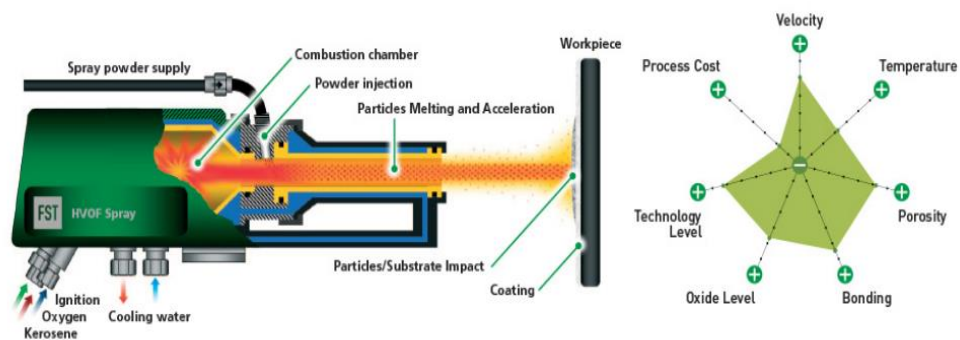 Combustion chamber
Spray powder supply
Powder injection
Particles Melting and Acceleration
Workpiece
FST
HVOF Spray
Ignition
Oxygen
Kerosene
Cooling water
Particles/Substrate Impact
Coating
Velocity
Process Cost
Temperature
Technology
Level
Porosity
Oxide Level
Bonding